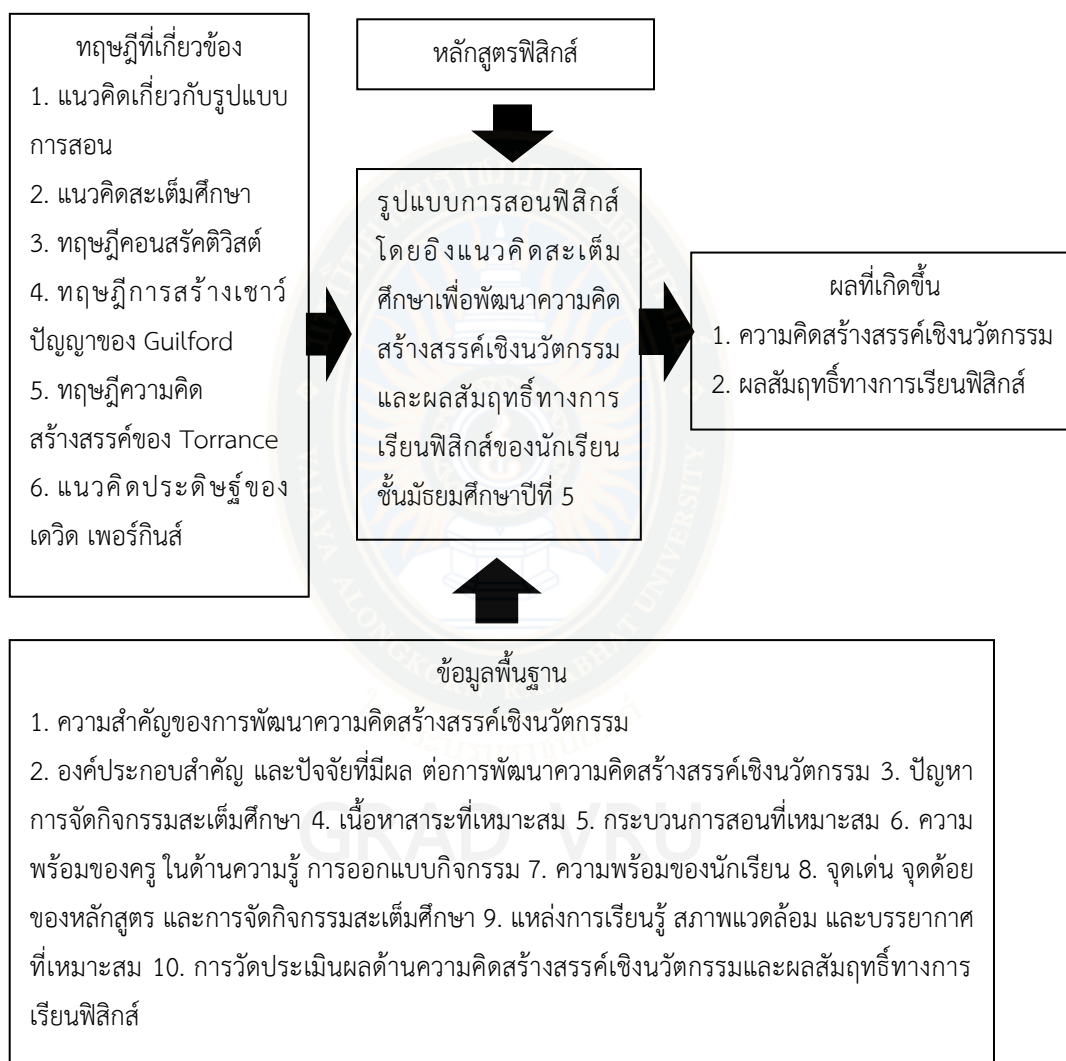 ทฤษฎีที่เกี่ยวข้อง
1. แนวคิดเกี่ยวกับรูปแบบ
การสอน
2. แนวคิดสะเต็มศึกษา
3. ทฤษฎีคอนสรัคติวิสต์
4. ทฤษฎีการสร้างเชาว์
ปัญญาของ Guilford
5. ทฤษฎีความคิด
สร้างสรรค์ของ Torrance
6. แนวคิดประดิษฐ์ของ
เดวิด เพอร์กินส์
หลักสูตรฟิสิกส์
รูปแบบการสอนฟิสิกส์
โดยอิงแนวคิดสะเต็ม
ศึกษาเพื่อพัฒนาความคิด
สร้างสรรค์เชิงนวัตกรรม
และผลสัมฤทธิ์ทางการ
เรียนฟิสิกส์ของนักเรียน
ชั้นมัธยมศึกษาปีที่ 5
ผลที่เกิดขึ้น
1. ความคิดสร้างสรรค์เชิงนวัตกรรม
2. ผลสัมฤทธิ์ทางการเรียนฟิสิกส์
ข้อมูลพื้นฐาน
1. ความสำคัญของการพัฒนาความคิดสร้างสรรค์เชิงนวัตกรรม
2. องค์ประกอบสำคัญ และปัจจัยที่มีผล ต่อการพัฒนาความคิดสร้างสรรค์เชิงนวัตกรรม 3. ปัญหา
การจัดกิจกรรมสะเต็มศึกษา 4. เนื้อหาสาระที่เหมาะสม 5. กระบวนการสอนที่เหมาะสม 6. ความ
พร้อมของครู ในด้านความรู้ การออกแบบกิจกรรม 7. ความพร้อมของนักเรียน 8. จุดเด่น จุดด้อย
ของหลักสูตร และการจัดกิจกรรมสะเต็มศึกษา 9. แหล่งการเรียนรู้ สภาพแวดล้อม และบรรยากาศ
ที่เหมาะสม 10. การวัดประเมินผลด้านความคิดสร้างสรรค์เชิงนวัตกรรมและผลสัมฤทธิ์ทางการ
เรียนฟิสิกส์
GRAD VRU